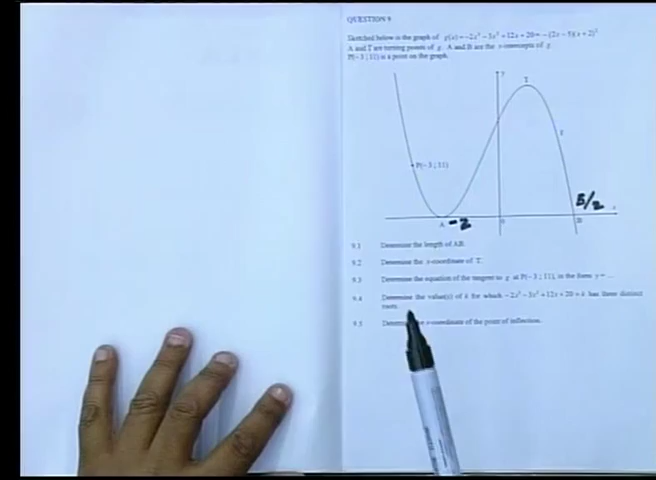 QUESTION 9
Sketched below is the graph of g(x) = −2x³ − 3x² + 12x + 20 = −(2x − 5)(x + 2)²
A and T are turning points of g. A and B are the x-intercepts of g.
P(−3 ; 11) is a point on the graph.
y
T
P(−3 ; 11)
5/2
x
A −2
0
9.1 Determine the length of AB.
9.2 Determine the x-coordinate of T.
9.3 Determine the equation of the tangent to g at P(−3 ; 11), in the form y = ...
9.4 Determine the value(s) of k for which −2x³ − 3x² + 12x + 20 = k has three distinct
roots.
9.5 Determine the x-coordinate of the point of inflection.